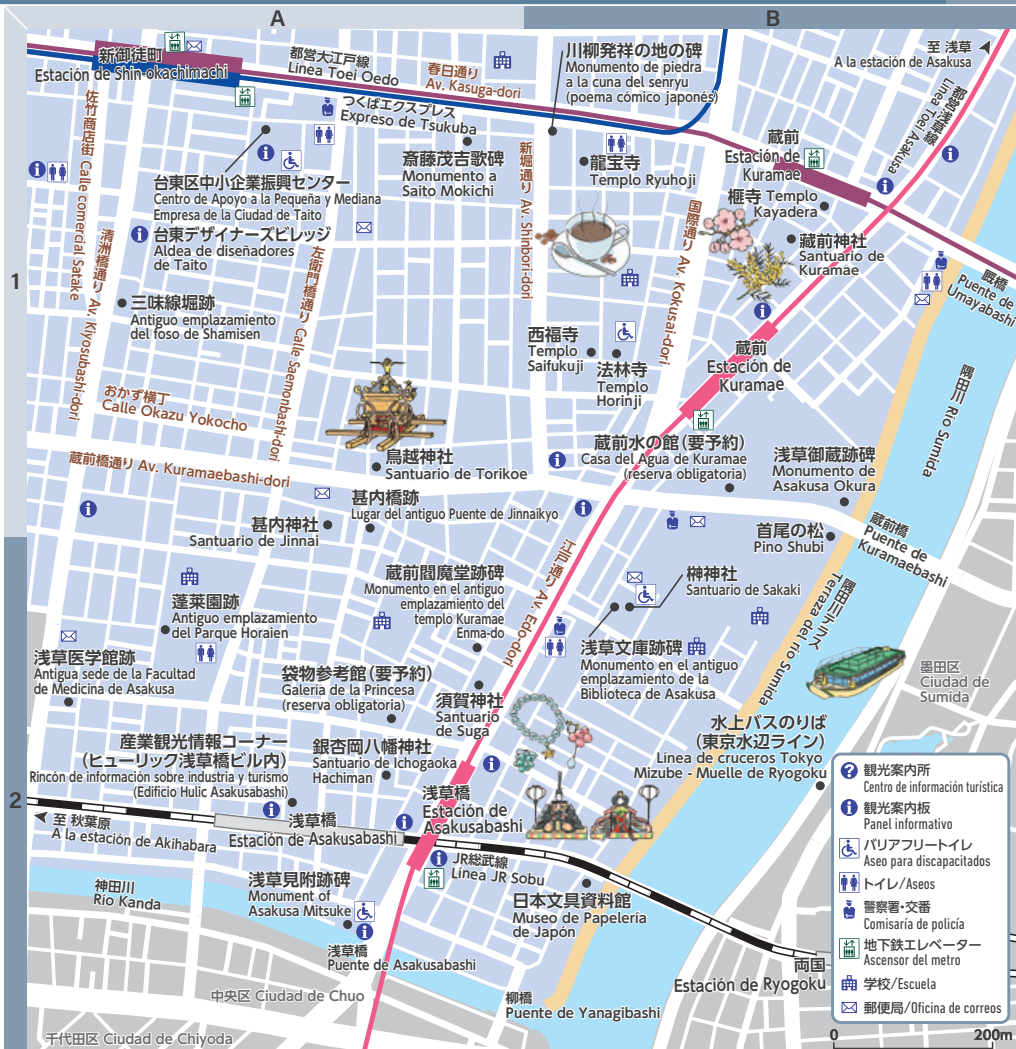 A
B
1
2
新御徒町
Estación de Shin-okachimachi
都営大江戸線
Línea Toei Oedo
春日通り
Av. Kasuga-dori
つくばエクスプレス
Expreso de Tsukuba
川柳発祥の地の碑
Monumento de piedra
a la cuna del senryu
(poema cómico japonés)
至 浅草
A la estación de Asakusa
都営浅草線
Línea Toei Asakusa
佐竹商店街 Calle comercial Satake
台東区中小企業振興センター
Centro de Apoyo a la Pequeña y Mediana
Empresa de la Ciudad de Taito
台東デザイナーズビレッジ
Aldea de diseñadores
de Taito
斎藤茂吉歌碑
Monumento a
Saito Mokichi
新堀通り Av. Shinbori-dori
龍宝寺
Templo Ryuhoji
蔵前
Estación de
Kuramae
榧寺 Templo
Kayadera
藏前神社
Santuario de
Kuramae
国際通り Av. Kokusai-dori
清洲橋通り Av. Kiyosubashi-dori
左衛門橋通り Calle Saemonbashi-dori
三味線堀跡
Antiguo emplazamiento
del foso de Shamisen
厩橋
Puente de
Umayabashi
西福寺
Templo
Saifukuji
法林寺
Templo
Horinji
蔵前
Estación de
Kuramae
隅田川 Río Sumida
おかず横丁
Calle Okazu Yokocho
蔵前橋通り Av. Kuramaebashi-dori
鳥越神社
Santuario de Torikoe
蔵前水の館(要予約)
Casa del Agua de Kuramae
(reserva obligatoria)
浅草御蔵跡碑
Monumento de
Asakusa Okura
甚内橋跡
Lugar del antiguo Puente de Jinnaikyo
甚内神社
Santuario de Jinnai
首尾の松
Pino Shubi
蔵前橋
Puente de
Kuramaebashi
江戸通り Av. Edo-dori
蔵前閻魔堂跡碑
Monumento en el antiguo
emplazamiento del
templo Kuramae
Enma-do
榊神社
Santuario de Sakaki
隅田川テラス
Terraza del río Sumida
蓬莱園跡
Antiguo emplazamiento
del Parque Horaien
浅草医学館跡
Antigua sede de la Facultad
de Medicina de Asakusa
袋物参考館(要予約)
Galería de la Princesa
(reserva obligatoria)
須賀神社
Santuario
de Suga
浅草文庫跡碑
Monumento en el antiguo
emplazamiento de la
Biblioteca de Asakusa
墨田区
Ciudad de
Sumida
水上バスのりば
(東京水辺ライン)
Línea de cruceros Tokyo
Mizube - Muelle de Ryogoku
産業観光情報コーナー
(ヒューリック浅草橋ビル内)
Rincón de información sobre industria y turismo
(Edificio Hulic Asakusabashi)
銀杏岡八幡神社
Santuario de Ichogaoka
Hachiman
浅草橋
Estación de
Asakusabashi
至 秋葉原
A la estación de Akihabara
浅草橋
Estación de Asakusabashi
JR総武線
Línea JR Sobu
神田川
Río Kanda
浅草見附跡碑
Monument of
Asakusa Mitsuke
日本文具資料館
Museo de Papelería
de Japón
浅草橋
Puente de Asakusabashi
両国
Estación de Ryogoku
中央区 Ciudad de Chuo
柳橋
Puente de Yanagibashi
千代田区 Ciudad de Chiyoda
観光案内所
Centro de información turística
観光案内板
Panel informativo
バリアフリートイレ
Aseo para discapacitados
トイレ/Aseos
警察署・交番
Comisaría de policía
地下鉄エレベーター
Ascensor del metro
学校/Escuela
郵便局/Oficina de correos
0
200m